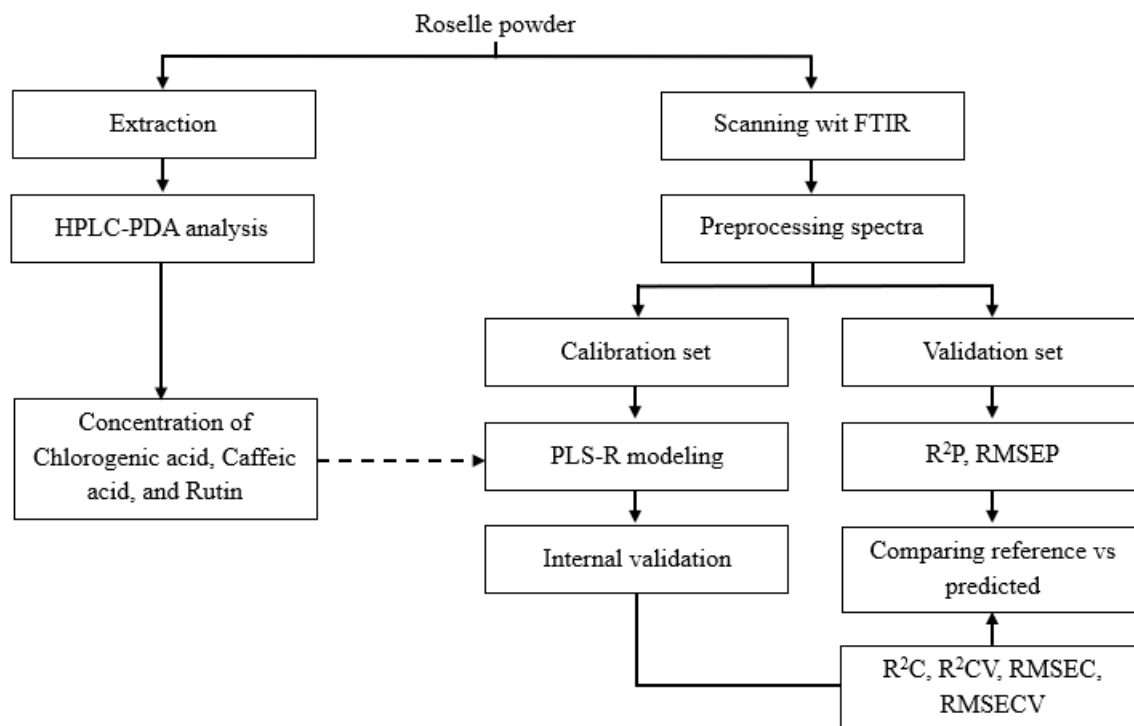 Roselle powder
Extraction
Scanning wit FTIR
HPLC-PDA analysis
Preprocessing spectra
Calibration set
Validation set
Concentration of
Chlorogenic acid, Caffeic
acid, and Rutin
PLS-R modeling
R²P, RMSEP
Internal validation
Comparing reference vs
predicted
R²C, R²CV, RMSEC,
RMSECV